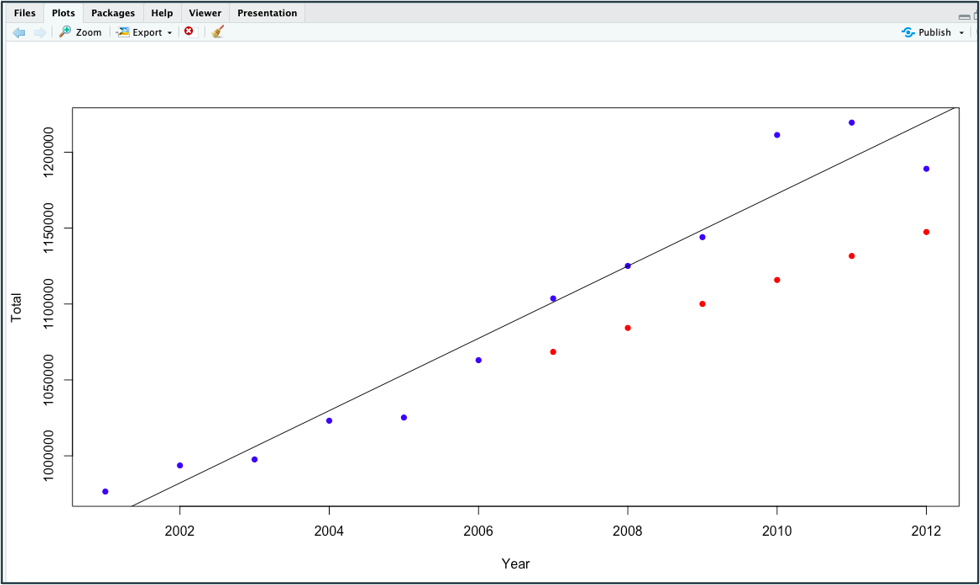 Files Plots Packages Help Viewer Presentation
Zoom Export Publish
1200000
1150000
1100000
1050000
1000000
Total
2002 2004 2006 2008 2010 2012
Year